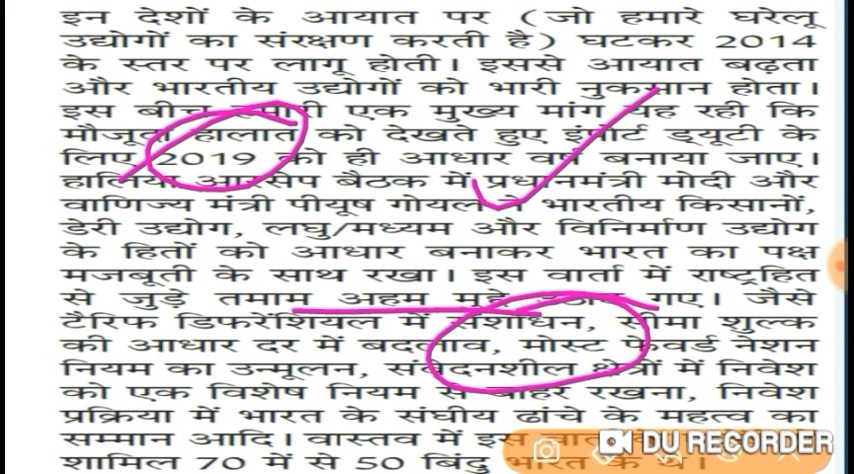 इन देशों के आयात पर (जो हमारे घरेलू
उद्योगों का संरक्षण करती है) घटकर 2014
के स्तर पर लागू होती। इससे आयात बढ़ता
और भारतीय उद्योगों को भारी नुकसान होता।
इस बीच हमारी एक मुख्य मांग यह रही कि
मौजूदा हालात को देखते हुए इंपोर्ट ड्यूटी के
लिए 2019 को ही आधार वर्ष बनाया जाए।
हालिया आरसेप बैठक में प्रधानमंत्री मोदी और
वाणिज्य मंत्री पीयूष गोयल ने भारतीय किसानों,
डेरी उद्योग, लघु/मध्यम और विनिर्माण उद्योग
के हितों को आधार बनाकर भारत का पक्ष
मजबूती के साथ रखा। इस वार्ता में राष्ट्रहित
से जुड़े तमाम अहम मुद्दे उठाए गए। जैसे
टैरिफ डिफरेंशियल में संशोधन, सीमा शुल्क
की आधार दर में बदलाव, मोस्ट फेवर्ड नेशन
नियम का उन्मूलन, संवेदनशील क्षेत्रों में निवेश
को एक विशेष नियम से बाहर रखना, निवेश
प्रक्रिया में भारत के संघीय ढांचे के महत्व का
सम्मान आदि। वास्तव में इस
DU RECORDER
शामिल 70 में से 50 बिंदु भारत के थे।